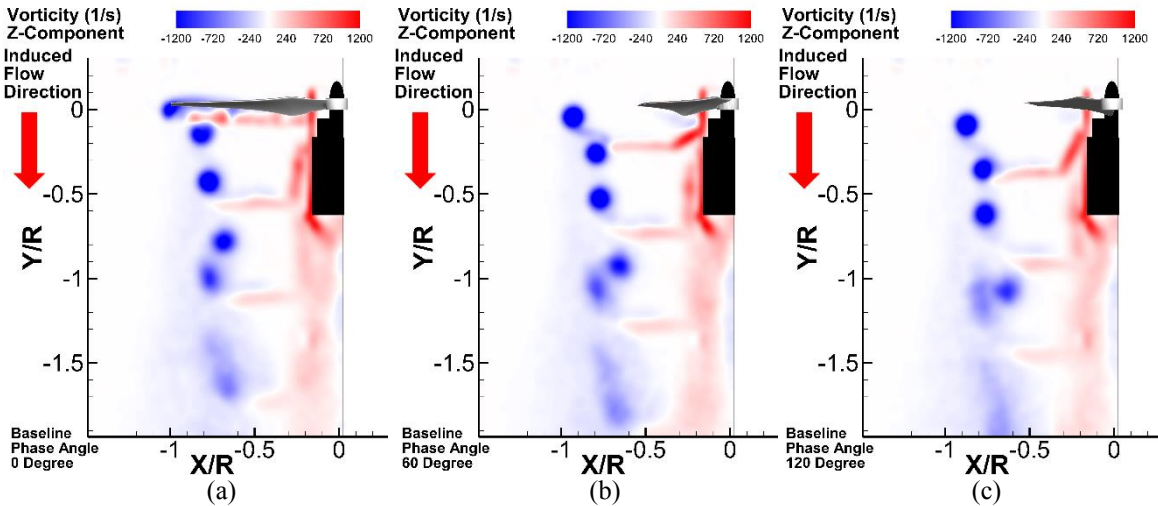 Vorticity (1/s)
Z-Component
-1200 -720 -240 240 720 1200
Induced
Flow
Direction
0
-0.5
-1
-1.5
Y/R
Baseline
Phase Angle
0 Degree
-1 -0.5 0
X/R
(a)
Vorticity (1/s)
Z-Component
-1200 -720 -240 240 720 1200
Induced
Flow
Direction
0
-0.5
-1
-1.5
Y/R
Baseline
Phase Angle
60 Degree
-1 -0.5 0
X/R
(b)
Vorticity (1/s)
Z-Component
-1200 -720 -240 240 720 1200
Induced
Flow
Direction
0
-0.5
-1
-1.5
Y/R
Baseline
Phase Angle
120 Degree
-1 -0.5 0
X/R
(c)